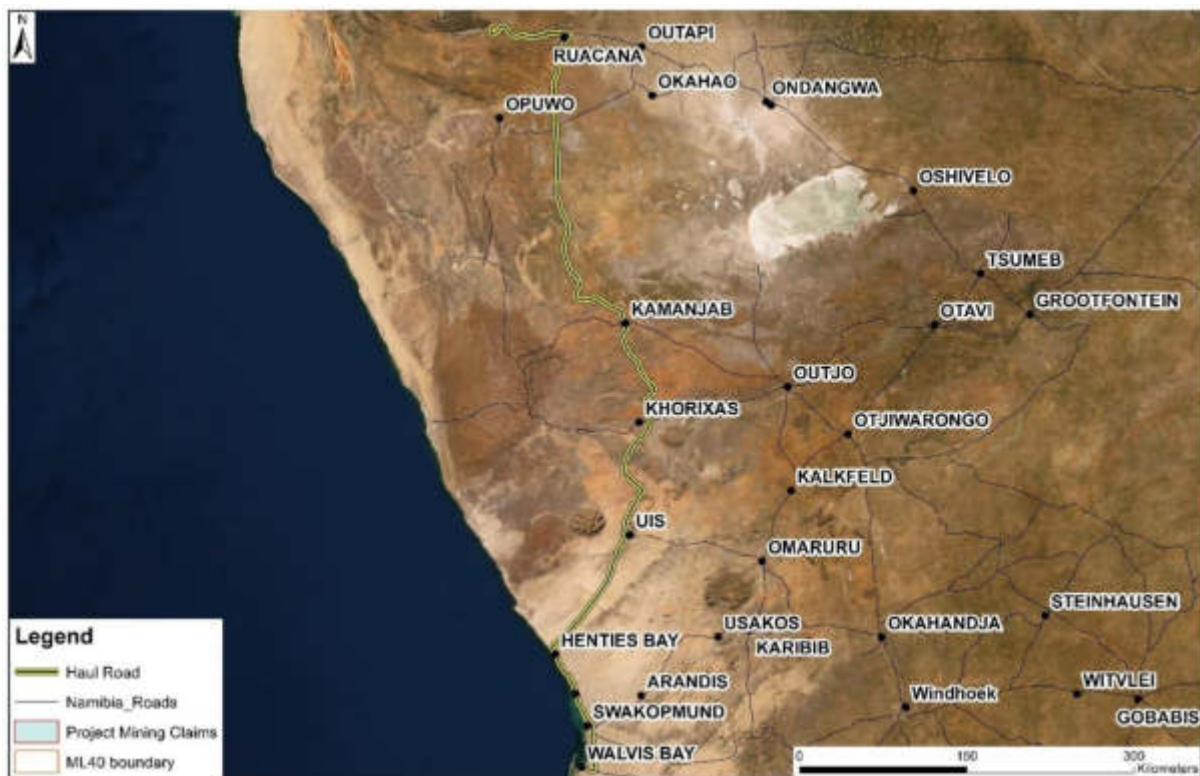 N
OUTAPI
RUACANA
OKAHAO
ONDANGWA
OPUWO
OSHIVELO
TSUMEB
GROOTFONTEIN
OTAVI
KAMANJAB
OUTJO
KHORIXAS
OTJIWARONGO
KALKFELD
UIS
OMARURU
STEINHAUSEN
USAKOS
OKAHANDJA
KARIBIB
HENTIES BAY
ARANDIS
Windhoek
WITVLEI
GOBABIS
SWAKOPMUND
WALVIS BAY
Legend
Haul Road
Namibia_Roads
Project Mining Claims
ML40 boundary
0 150 300
Kilometers